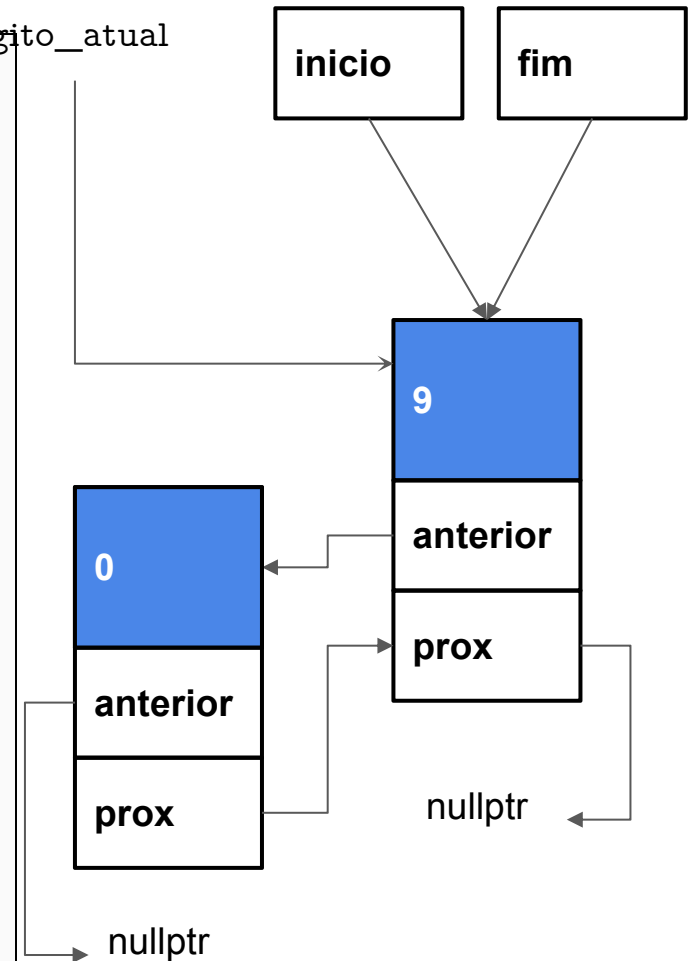 gito_atual
inicio
fim
9
0
anterior
anterior
prox
prox
nullptr
nullptr